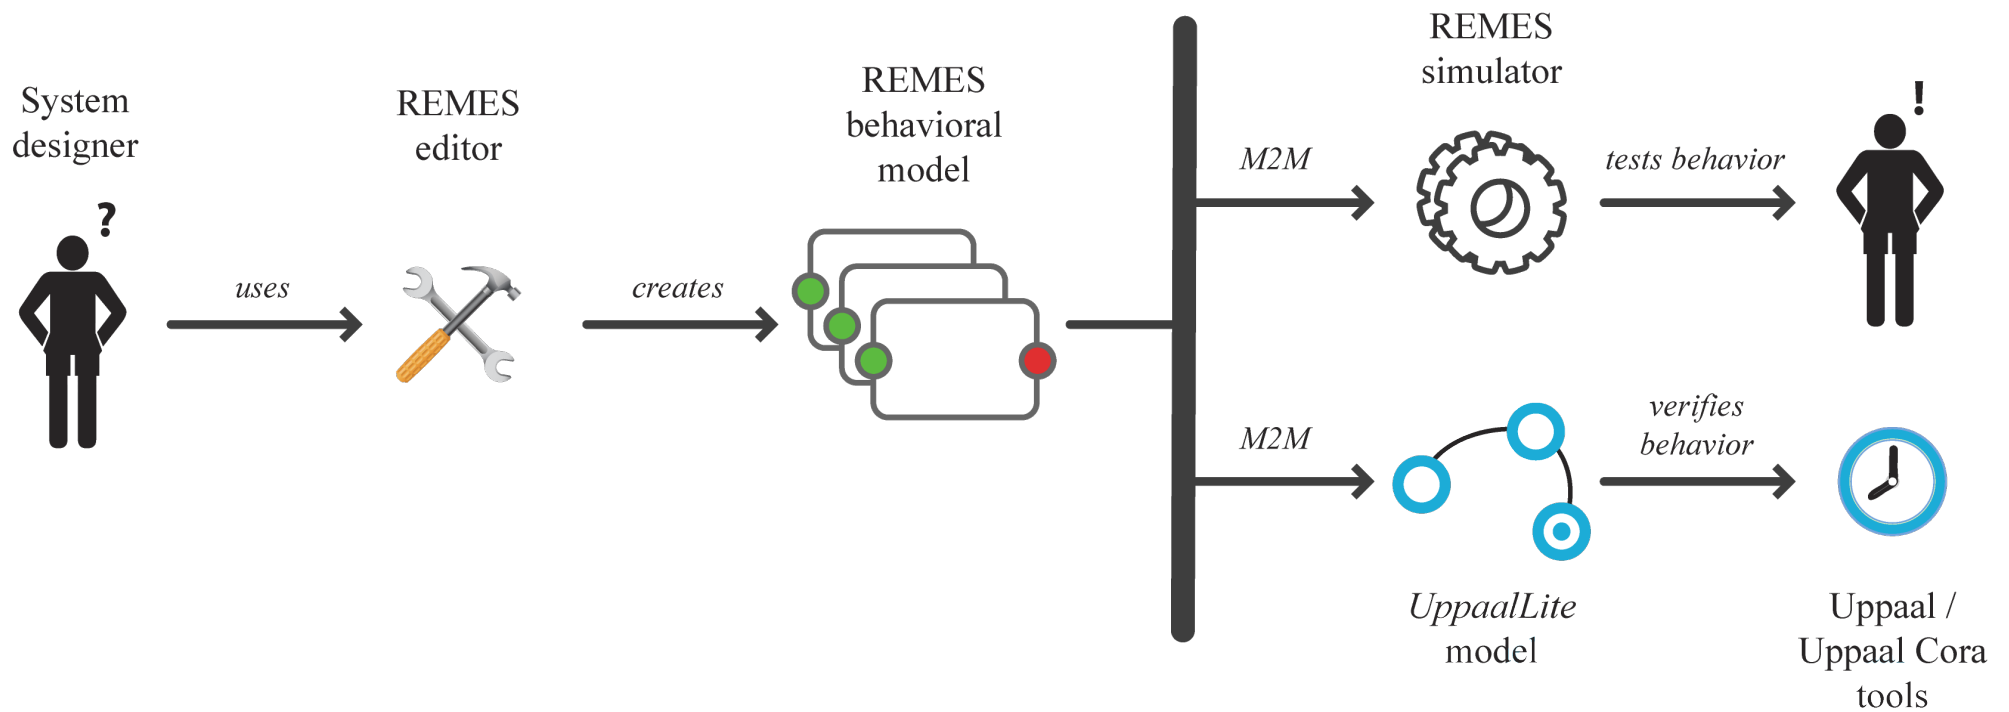 System
designer
?
uses
REMES
editor
creates
REMES
behavioral
model
M2M
REMES
simulator
tests behavior
!
M2M
UppaalLite
model
verifies
behavior
Uppaal /
Uppaal Cora
tools